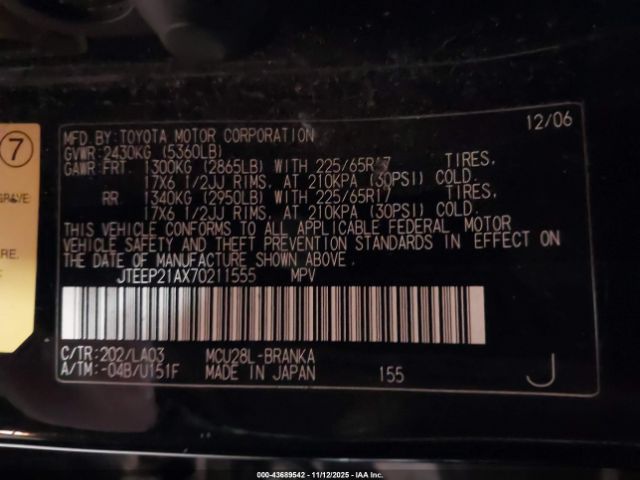 12/06
MFD.BY:TOYOTA MOTOR CORPORATION
GVWR:2430KG (5360LB)
GAWR:FRT 1300KG (2865LB) WITH 225/65R17 TIRES,
17X6 1/2JJ RIMS, AT 210KPA (30PSI) COLD.
RR 1340KG (2950LB) WITH 225/65R17 TIRES,
17X6 1/2JJ RIMS, AT 210KPA (30PSI) COLD.
THIS VEHICLE CONFORMS TO ALL APPLICABLE FEDERAL MOTOR
VEHICLE SAFETY AND THEFT PREVENTION STANDARDS IN EFFECT ON
THE DATE OF MANUFACTURE SHOWN ABOVE.
JTEEP21AX70211555 MPV
C/TR:202/LA03 MCU28L-BRANKA
A/TM:-04B/U151F MADE IN JAPAN 155 J
7
GRAVE
000-43689542 - 11/12/2025 - IAAI.COM